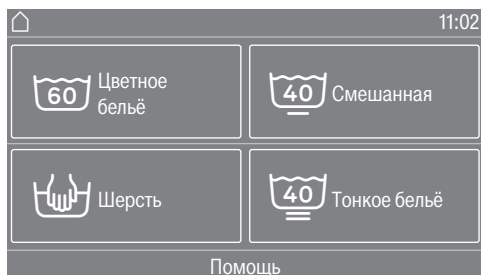 11:02
60 Цветное
бельё
40 Смешанная
Шерсть
40 Тонкое бельё
Помощь